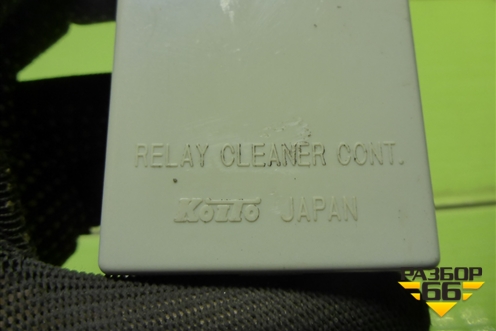 RELAY CLEANER CONT.
KOITO JAPAN
РАЗБОР
66